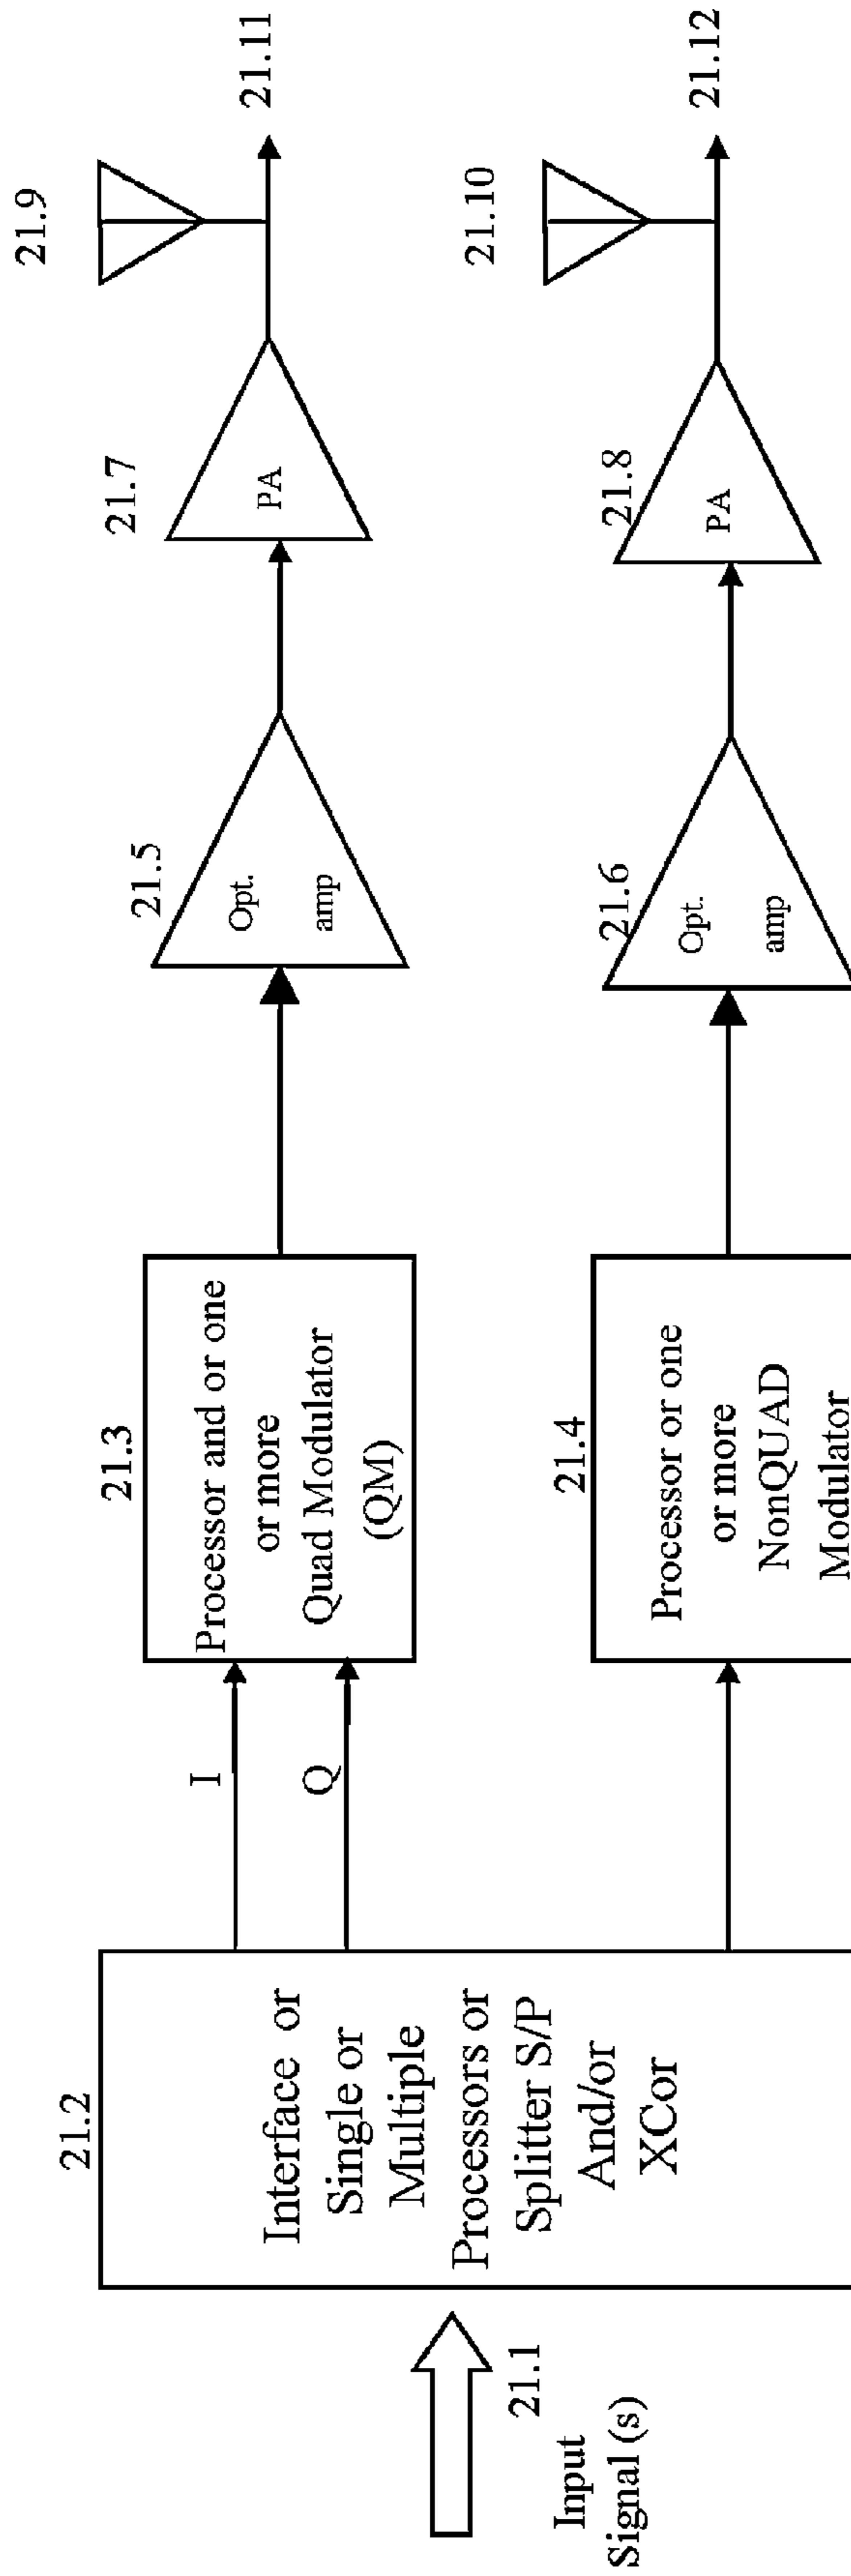 21.1
Input
Signal (s)
21.2
Interface or
Single or
Multiple
Processors or
Splitter S/P
And/or
XCor
I
Q
21.3
Processor and or one
or more
Quad Modulator
(QM)
21.5
Opt.
amp
21.7
PA
21.9
21.11
21.4
Processor or one
or more
NonQUAD
Modulator
21.6
Opt.
amp
21.8
PA
21.10
21.12